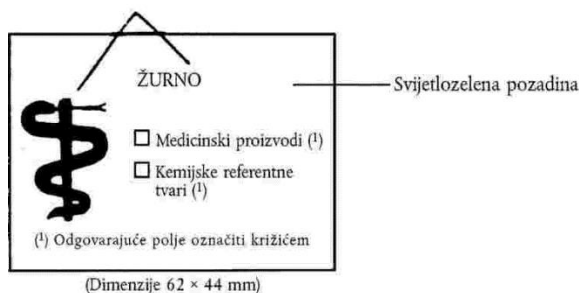 ŽURNO
Svijetlozelena pozadina
Medicinski proizvodi (¹)
Kemijske referentne
tvari (¹)
(¹) Odgovarajuće polje označiti križićem
(Dimenzije 62 × 44 mm)